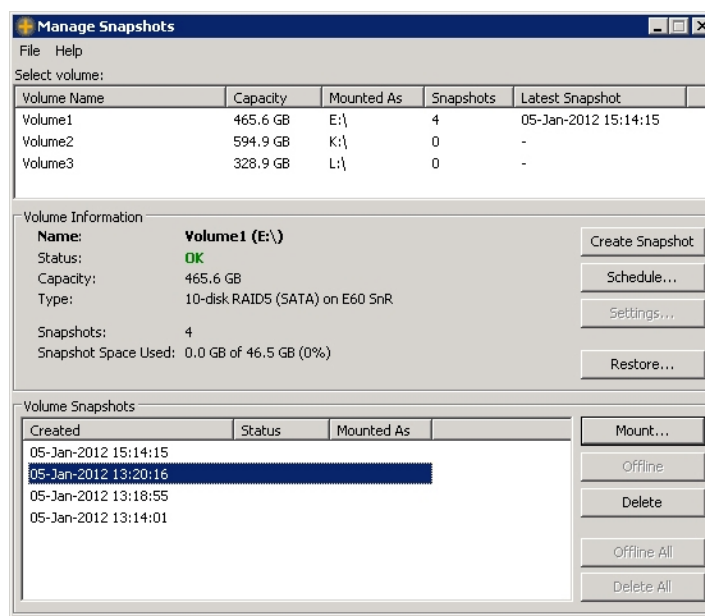 Manage Snapshots
File Help
Select volume:
Volume Name Capacity Mounted As Snapshots Latest Snapshot
Volume1 465.6 GB E:\ 4 05-Jan-2012 15:14:15
Volume2 594.9 GB K:\ 0 -
Volume3 328.9 GB L:\ 0 -
Volume Information
Name: Volume1 (E:\)
Status: OK
Capacity: 465.6 GB
Type: 10-disk RAID5 (SATA) on E60 SnR
Snapshots: 4
Snapshot Space Used: 0.0 GB of 46.5 GB (0%)
Create Snapshot
Schedule...
Settings...
Restore...
Volume Snapshots
Created Status Mounted As
05-Jan-2012 15:14:15
05-Jan-2012 13:20:16
05-Jan-2012 13:18:55
05-Jan-2012 13:14:01
Mount...
Offline
Delete
Offline All
Delete All